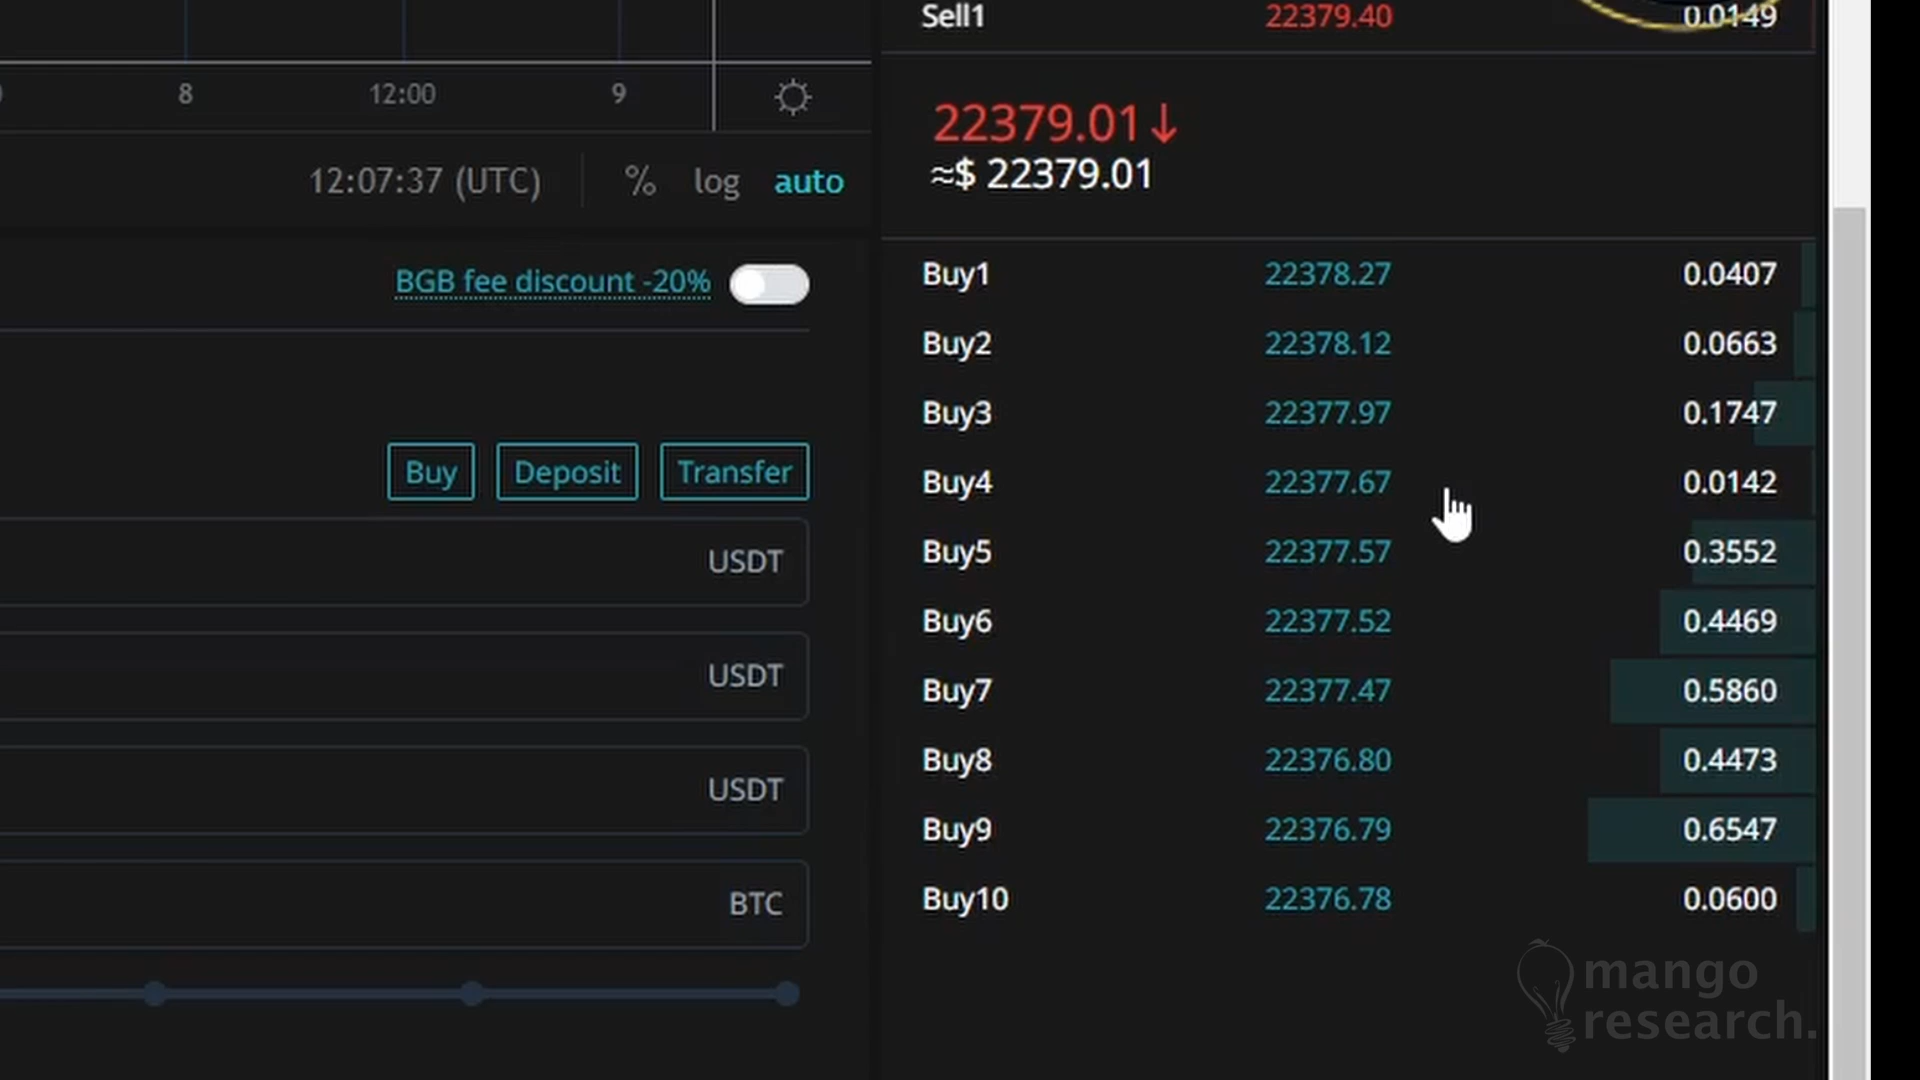 Sell1 22379.40 0.0149
8 12:00 9
22379.01↓
≈$ 22379.01
12:07:37 (UTC) % log auto
BGB fee discount -20%
Buy Deposit Transfer
USDT
USDT
USDT
BTC
Buy1 22378.27 0.0407
Buy2 22378.12 0.0663
Buy3 22377.97 0.1747
Buy4 22377.67 0.0142
Buy5 22377.57 0.3552
Buy6 22377.52 0.4469
Buy7 22377.47 0.5860
Buy8 22376.80 0.4473
Buy9 22376.79 0.6547
Buy10 22376.78 0.0600
mango
research.